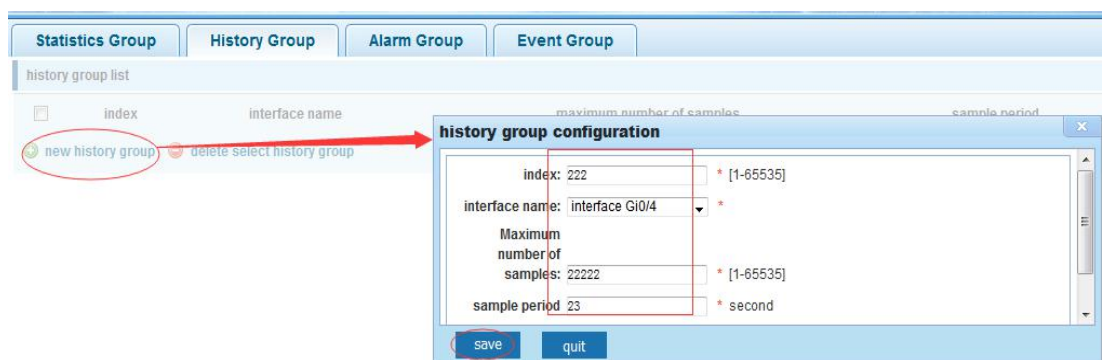 Statistics Group History Group Alarm Group Event Group
history group list
index interface name maximum number of samples sample period
new history group delete select history group
history group configuration
index: 222 * [1-65535]
interface name: interface Gi0/4 *
Maximum
number of
samples: 22222 * [1-65535]
sample period 23 * second
save quit